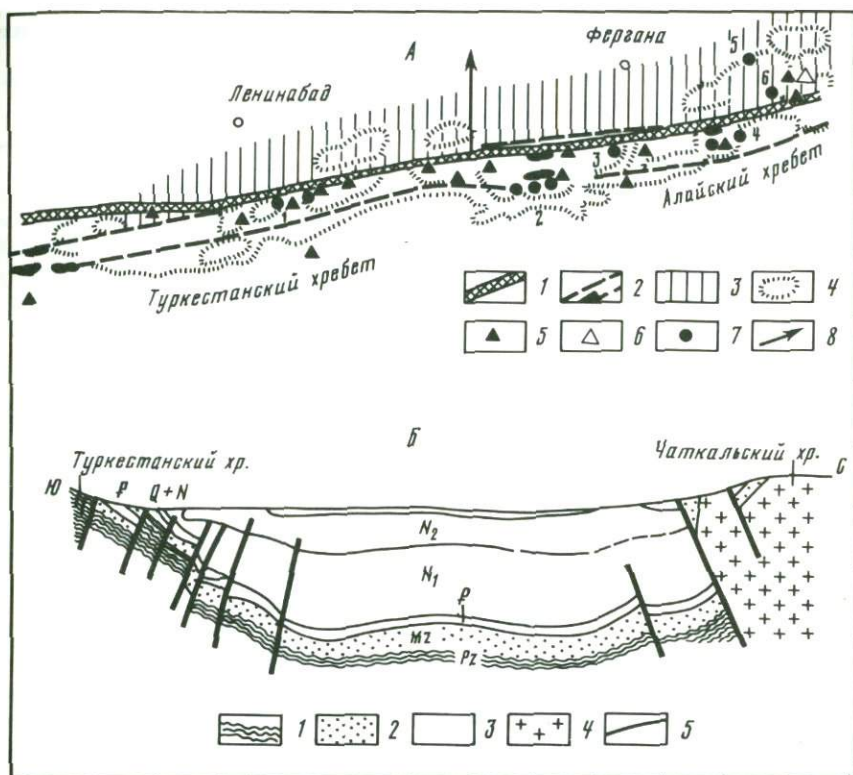 А
Фергана
Ленинабад
5
6
4
3
1
2
Алайский хребет
Туркестанский хребет
1 2 3 4
5 6 7 8
Б
Туркестанский хр.
Чаткальский хр.
Ю
С
₽ Q+N
N₂
N₁
₽
Mz
Pz
1 2 3 4 5